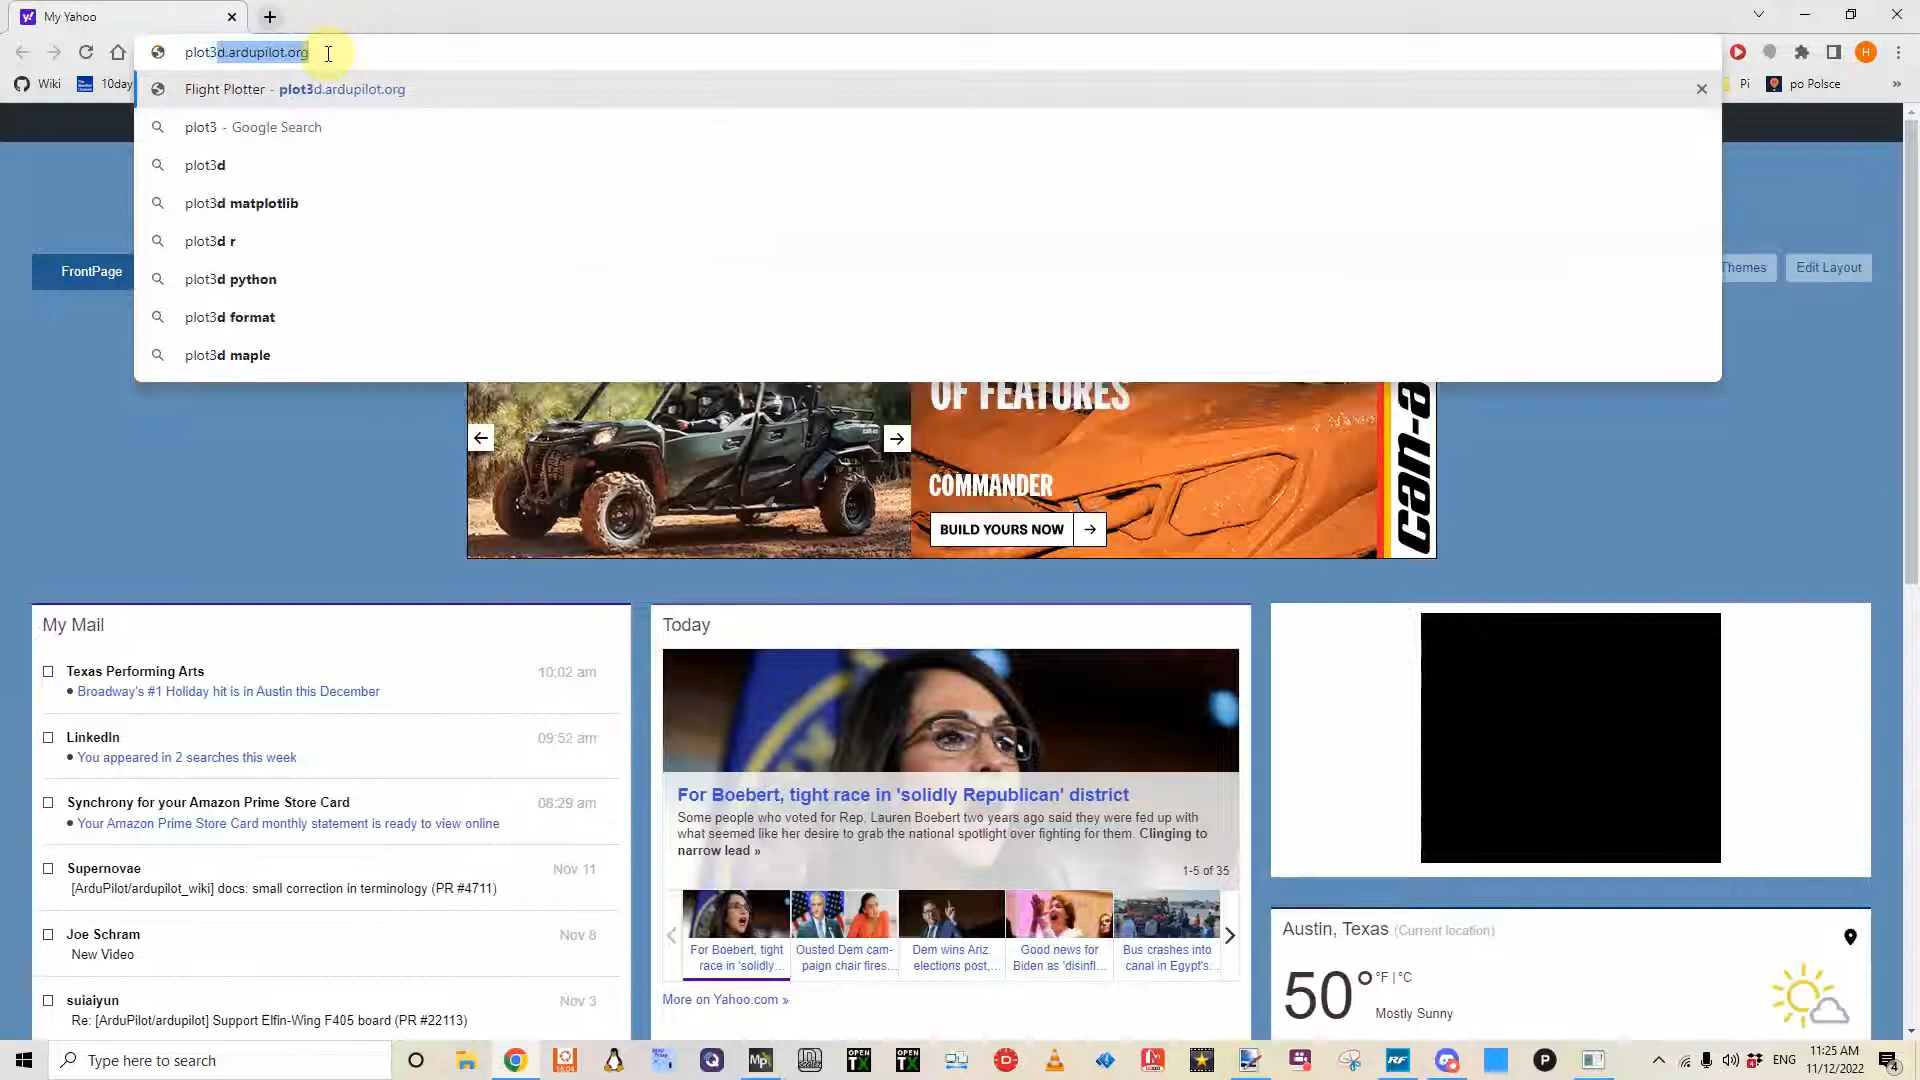 My Yahoo
plot3d.ardupilot.org
H
Wiki
10day
Pi
po Polsce
Flight Plotter - plot3d.ardupilot.org
plot3 - Google Search
plot3d
plot3d matplotlib
plot3d r
plot3d python
plot3d format
plot3d maple
FrontPage
Themes
Edit Layout
OF FEATURES
COMMANDER
BUILD YOURS NOW
can-a
My Mail
Texas Performing Arts
10:02 am
Broadway's #1 Holiday hit is in Austin this December
LinkedIn
09:52 am
You appeared in 2 searches this week
Synchrony for your Amazon Prime Store Card
08:29 am
Your Amazon Prime Store Card monthly statement is ready to view online
Supernovae
Nov 11
[ArduPilot/ardupilot_wiki] docs: small correction in terminology (PR #4711)
Joe Schram
Nov 8
New Video
suiaiyun
Nov 3
Re: [ArduPilot/ardupilot] Support Elfin-Wing F405 board (PR #22113)
Today
For Boebert, tight race in 'solidly Republican' district
Some people who voted for Rep. Lauren Boebert two years ago said they were fed up with
what seemed like her desire to grab the national spotlight over fighting for them. Clinging to
narrow lead »
1-5 of 35
For Boebert, tight
race in 'solidly...
Ousted Dem cam-
paign chair fires...
Dem wins Ariz.
elections post,...
Good news for
Biden as 'disinfl...
Bus crashes into
canal in Egypt's...
More on Yahoo.com »
Austin, Texas (Current location)
50° °F | °C
Mostly Sunny
Type here to search
18.04
Mp
OPEN TX
OPEN TX
RF
P
ENG
11:25 AM
11/12/2022
4